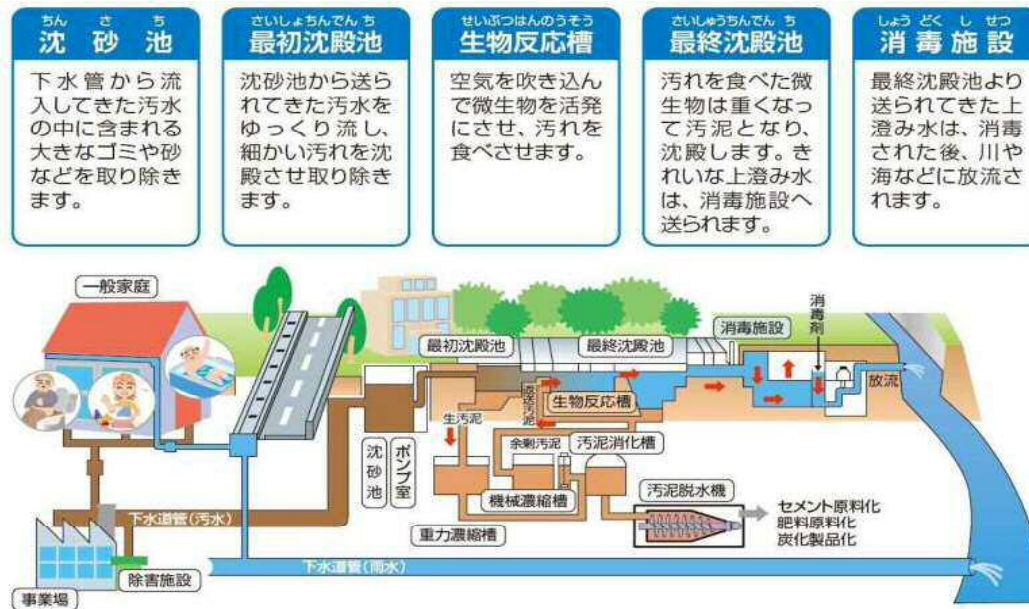 ちんさち
沈砂池
下水管から流
入してきた汚水
の中に含まれる
大きなゴミや砂
などを取り除き
ます。
さいしょちんでんち
最初沈殿池
沈砂池から送ら
れてきた汚水を
ゆっくり流し、
細かい汚れを沈
殿させ取り除き
ます。
せいぶつはんのうそう
生物反応槽
空気を吹き込ん
で微生物を活発
にさせ、汚れを
食べさせます。
さいしゅうちんでんち
最終沈殿池
汚れを食べた微
生物は重くなっ
て汚泥となり、
沈殿します。き
れいな上澄み水
は、消毒施設へ
送られます。
しょうどくしせつ
消毒施設
最終沈殿池より
送られてきた上
澄み水は、消毒
された後、川や
海などに放流さ
れます。
一般家庭
最初沈殿池
最終沈殿池
消毒施設
消毒剤
放流
返送汚泥
生物反応槽
生汚泥
余剰汚泥
汚泥消化槽
沈砂池
ポンプ室
機械濃縮槽
重力濃縮槽
汚泥脱水機
セメント原料化
肥料原料化
炭化製品化
下水道管(汚水)
下水道管(雨水)
除害施設
事業場